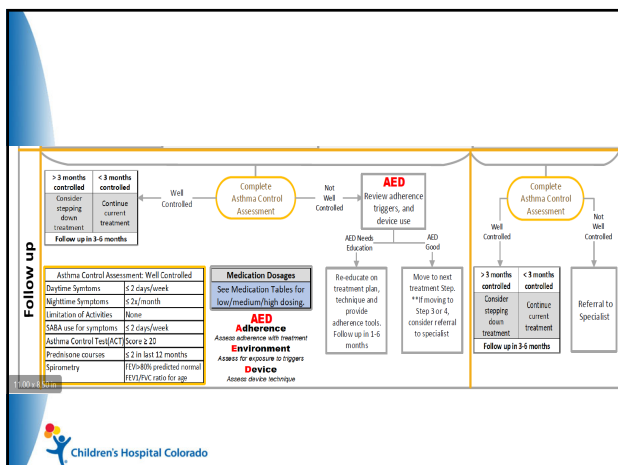 Follow up
> 3 months controlled
< 3 months controlled
Consider stepping down treatment
Continue current treatment
Follow up in 3-6 months
Well Controlled
Complete Asthma Control Assessment
Not Well Controlled
AED
Review adherence triggers, and device use
AED Needs Education
AED Good
Re-educate on treatment plan, technique and provide adherence tools. Follow up in 1-6 months
Move to next treatment Step. **If moving to Step 3 or 4, consider referral to specialist
Asthma Control Assessment: Well Controlled
Daytime Symtoms ≤ 2 days/week
Nighttime Symptoms ≤ 2x/month
Limitation of Activities None
SABA use for symptoms ≤ 2 days/week
Asthma Control Test(ACT) Score ≥ 20
Prednisone courses ≤ 2 in last 12 months
Spirometry FEV>80% predicted normal
FEV1/FVC ratio for age
Medication Dosages
See Medication Tables for low/medium/high dosing.
AED
Adherence
Assess adherence with treatment
Environment
Assess for exposure to triggers
Device
Assess device technique
Complete Asthma Control Assessment
Well Controlled
Not Well Controlled
> 3 months controlled
< 3 months controlled
Consider stepping down treatment
Continue current treatment
Follow up in 3-6 months
Referral to Specialist
11.00 x 8.50 in
Children's Hospital Colorado